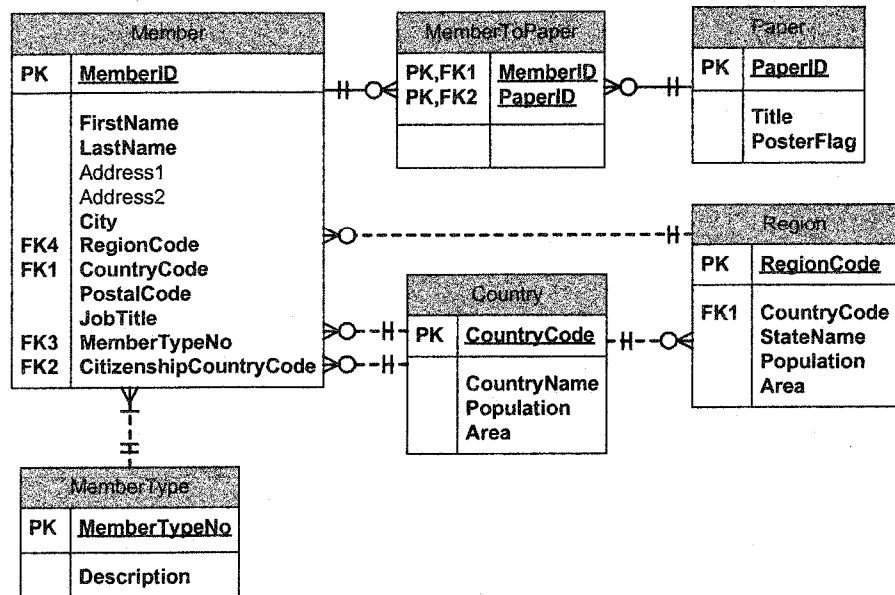 Member
PK MemberID
FirstName
LastName
Address1
Address2
City
FK4 RegionCode
FK1 CountryCode
PostalCode
JobTitle
FK3 MemberTypeNo
FK2 CitizenshipCountryCode
MemberToPaper
PK,FK1 MemberID
PK,FK2 PaperID
Paper
PK PaperID
Title
PosterFlag
Region
PK RegionCode
FK1 CountryCode
StateName
Population
Area
Country
PK CountryCode
CountryName
Population
Area
MemberType
PK MemberTypeNo
Description